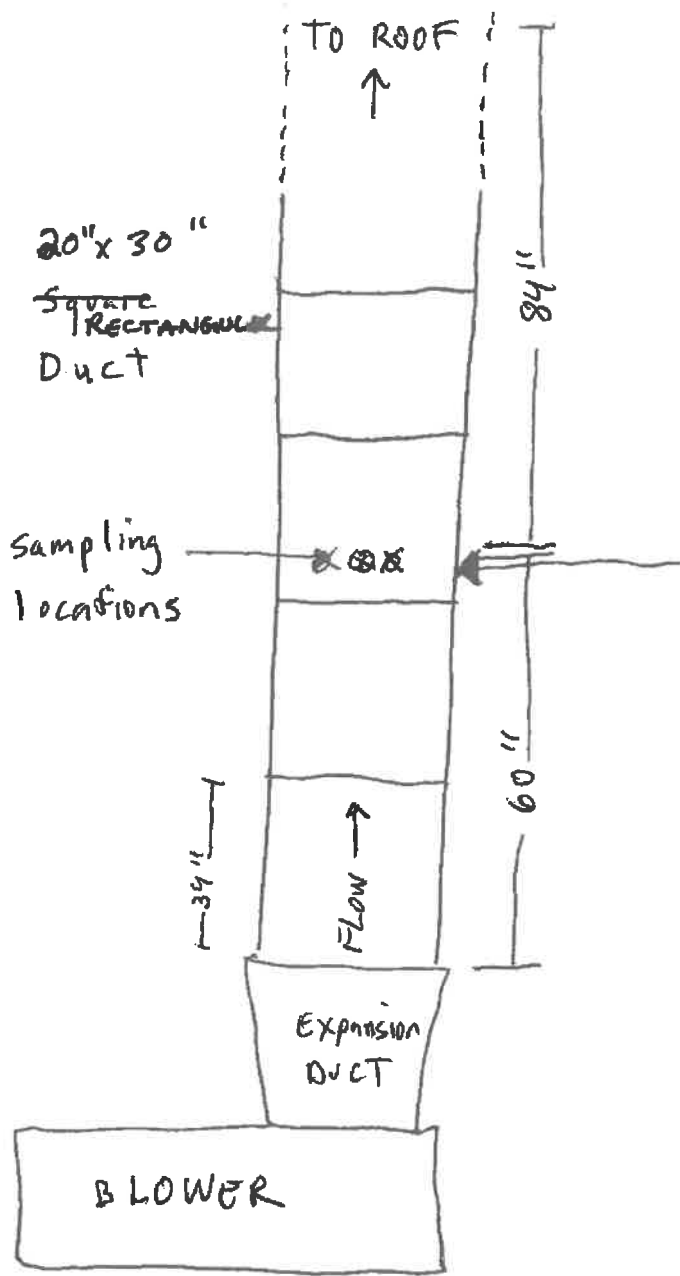 TO ROOF
20" x 30"
Square
RECTANGULAR
Duct
84"
sampling
locations
60"
34"
FLOW
Expansion
DUCT
BLOWER